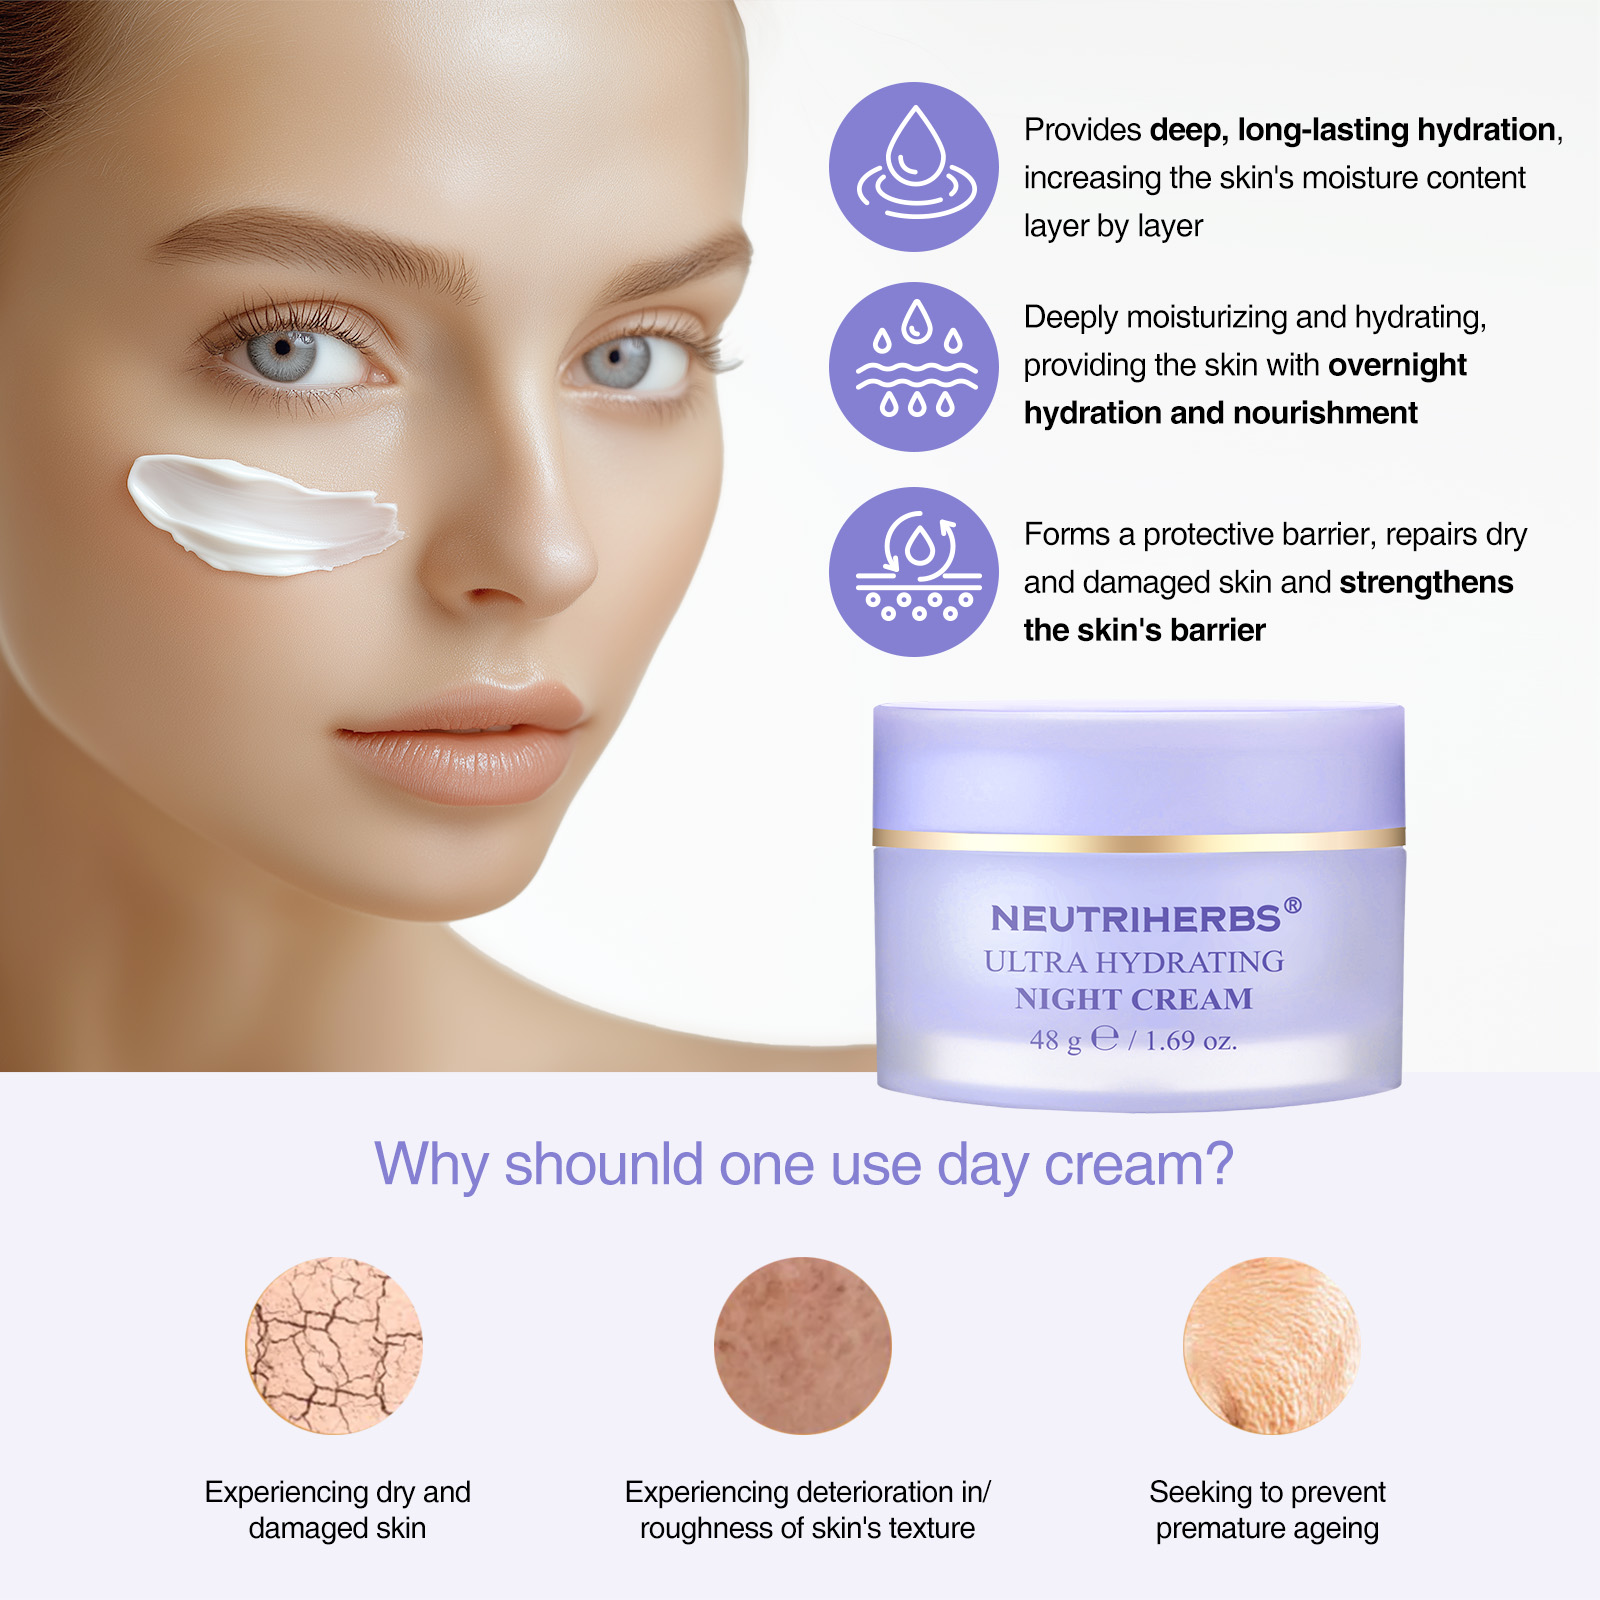 Provides deep, long-lasting hydration,
increasing the skin's moisture content
layer by layer
Deeply moisturizing and hydrating,
providing the skin with overnight
hydration and nourishment
Forms a protective barrier, repairs dry
and damaged skin and strengthens
the skin's barrier
NEUTRIHERBS®
ULTRA HYDRATING
NIGHT CREAM
48 g ℮ / 1.69 oz.
Why shounld one use day cream?
Experiencing dry and
damaged skin
Experiencing deterioration in/
roughness of skin's texture
Seeking to prevent
premature ageing